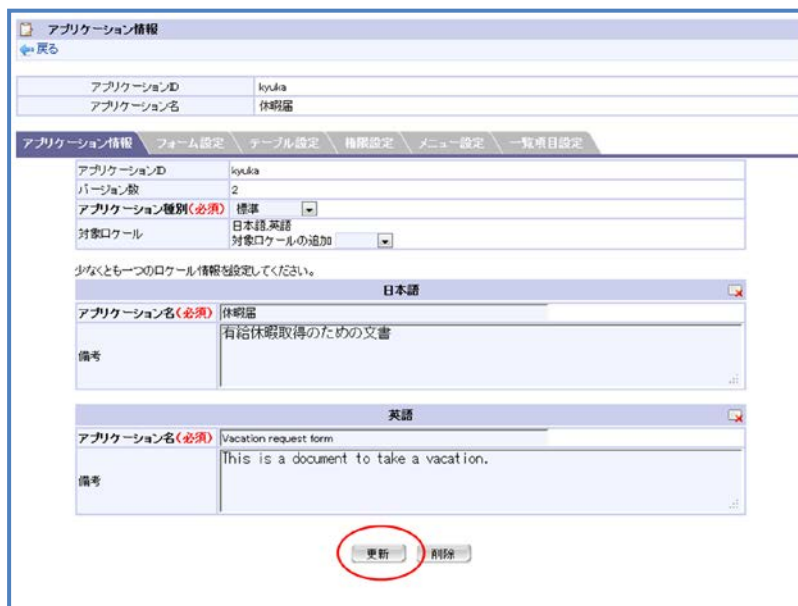 アプリケーション情報
戻る
アプリケーションID kyuka
アプリケーション名 休暇届
アプリケーション情報 フォーム設定 テーブル設定 権限設定 メニュー設定 一覧項目設定
アプリケーションID kyuka
バージョン数 2
アプリケーション種別(必須) 標準
対象ロケール 日本語,英語
対象ロケールの追加
少なくとも一つのロケール情報を設定してください。
日本語
アプリケーション名(必須) 休暇届
備考 有給休暇取得のための文書
英語
アプリケーション名(必須) Vacation request form
備考 This is a document to take a vacation.
更新 削除